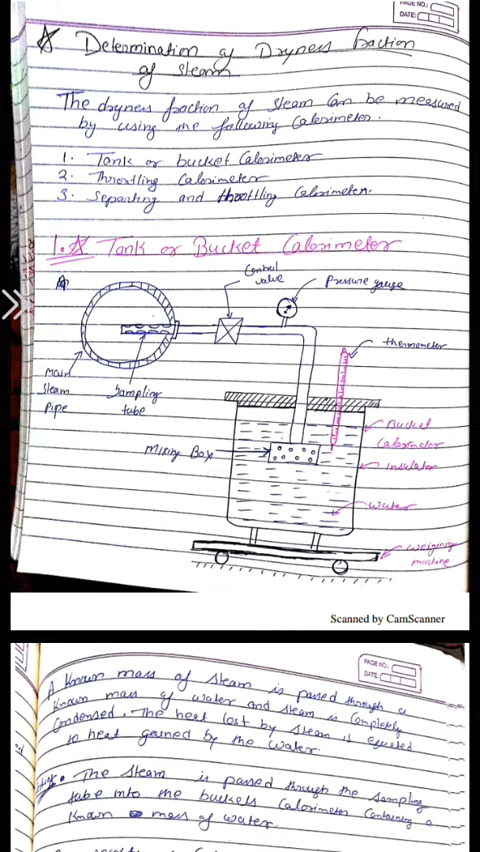 PAGE NO.:
DATE:
Determination of Dryness fraction
of steam
The dryness fraction of steam can be measured
by using the following Calorimeter.
1. Tank or bucket Calorimeter
2. Throttling Calorimeter
3. Separting and throttling Calorimeter.
1. Tank or Bucket Calorimeter
Control
valve
Pressure gauge
thermometer
Main
Steam
Pipe
Sampling
tube
Bucket
Calorimeter
Mixing Box
Insulator
Water
Weigning
machine
Scanned by CamScanner
PAGE NO.:
DATE:
A Known mass of steam is passed through a
Known mass of water and steam is Completely
Condensed. The heat lost by steam is equated
to heat geained by the water.
The steam is passed through the sampling
tube into the buckets Calorimeter Containing a
Known mass of water.